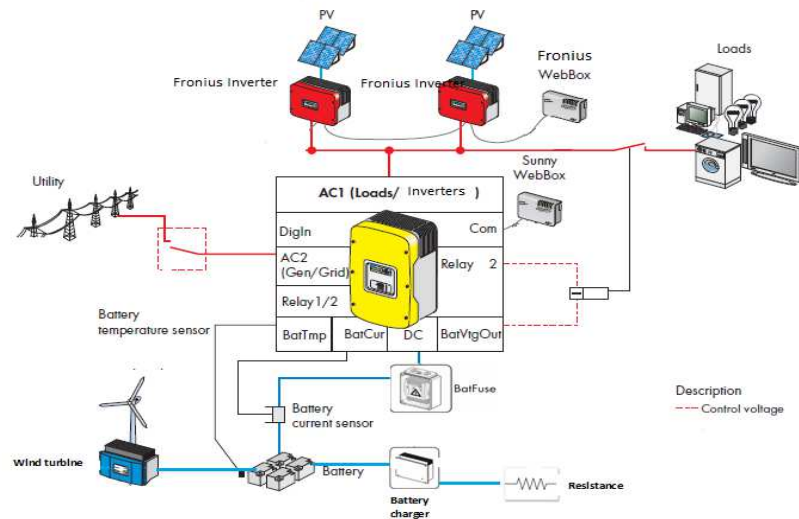 PV
PV
Fronius Inverter
Fronius Inverter
Fronius
WebBox
Loads
Utility
AC1 (Loads/ Inverters )
Sunny
WebBox
DigIn
Com
AC2
(Gen/Grid)
Relay 2
Relay1/2
Battery
temperature sensor
BatTmp
BatCur
DC
BatVtgOut
BatFuse
Battery
current sensor
Description
Control voltage
Wind turbine
Battery
Battery
charger
Resistance